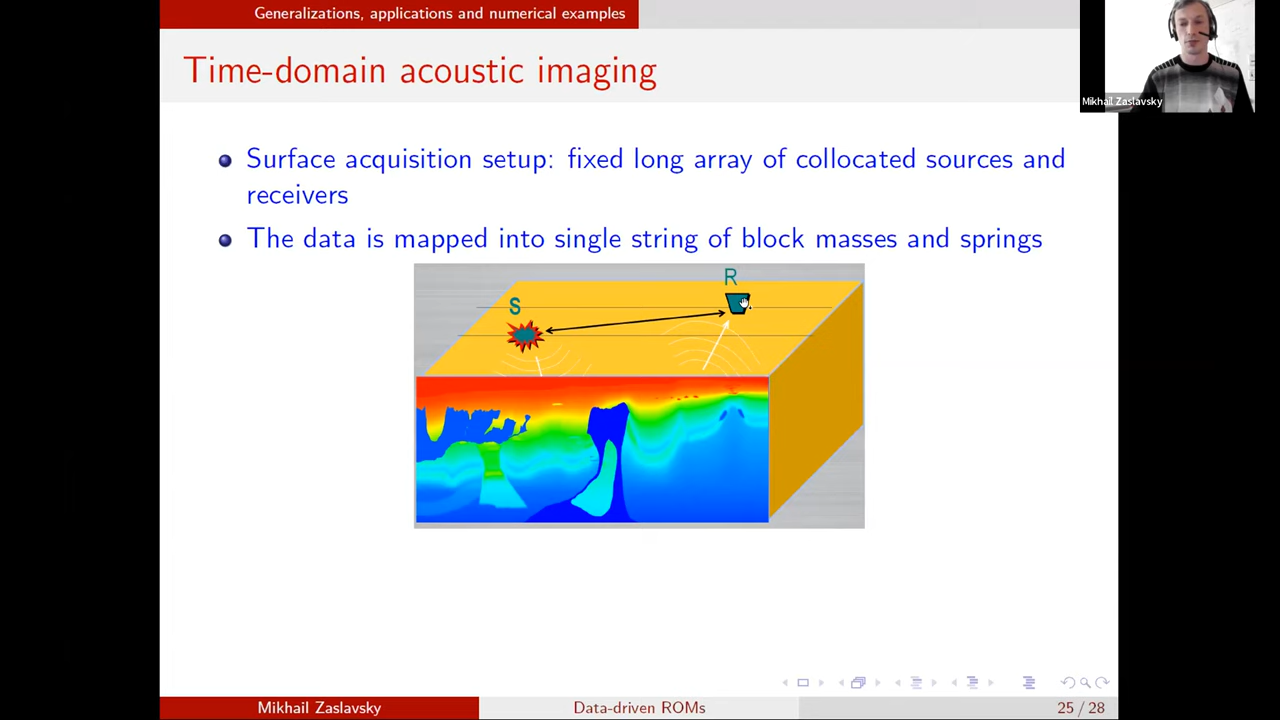 Generalizations, applications and numerical examples
Time-domain acoustic imaging
Mikhail Zaslavsky
Surface acquisition setup: fixed long array of collocated sources and
receivers
The data is mapped into single string of block masses and springs
R
S
Mikhail Zaslavsky
Data-driven ROMs
25 / 28